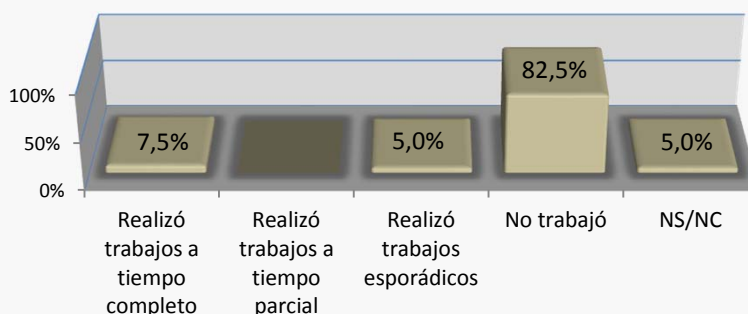 82,5%
100%
7,5%
5,0%
5,0%
50%
0%
Realizó
trabajos a
tiempo
completo
Realizó
trabajos a
tiempo
parcial
Realizó
trabajos
esporádicos
No trabajó
NS/NC